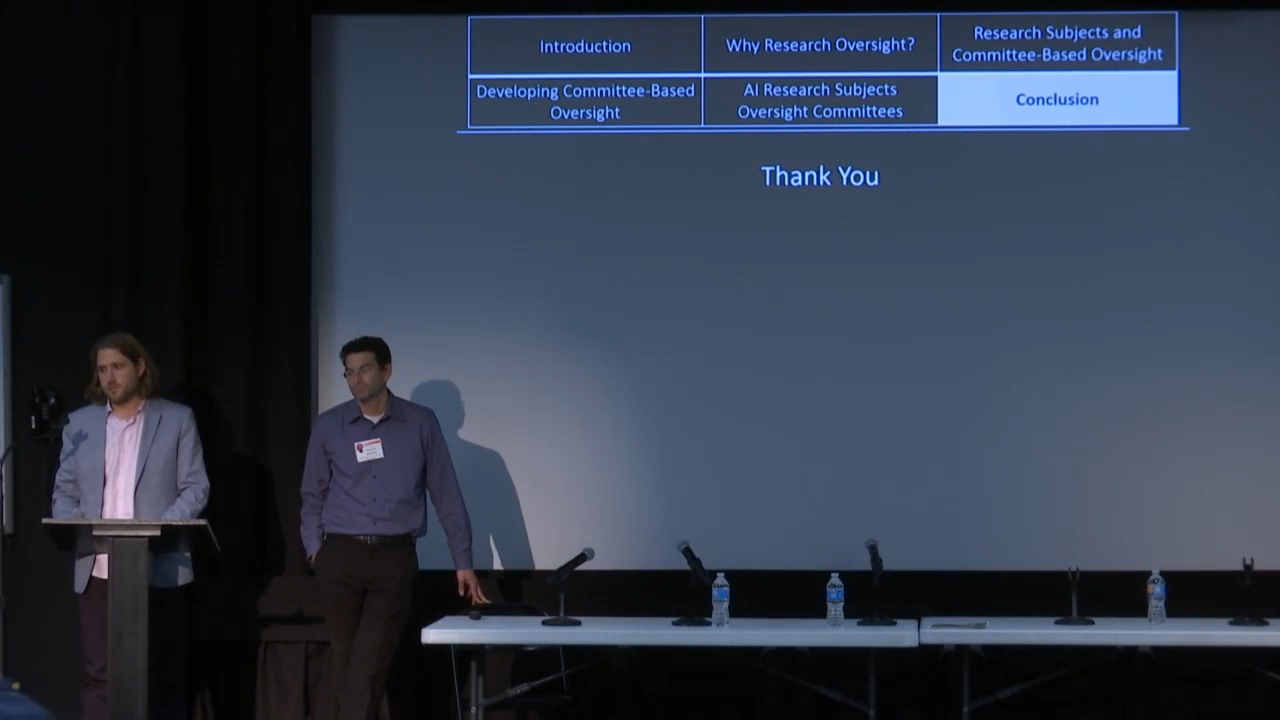 Introduction
Why Research Oversight?
Research Subjects and
Committee-Based Oversight
Developing Committee-Based
Oversight
AI Research Subjects
Oversight Committees
Conclusion
Thank You